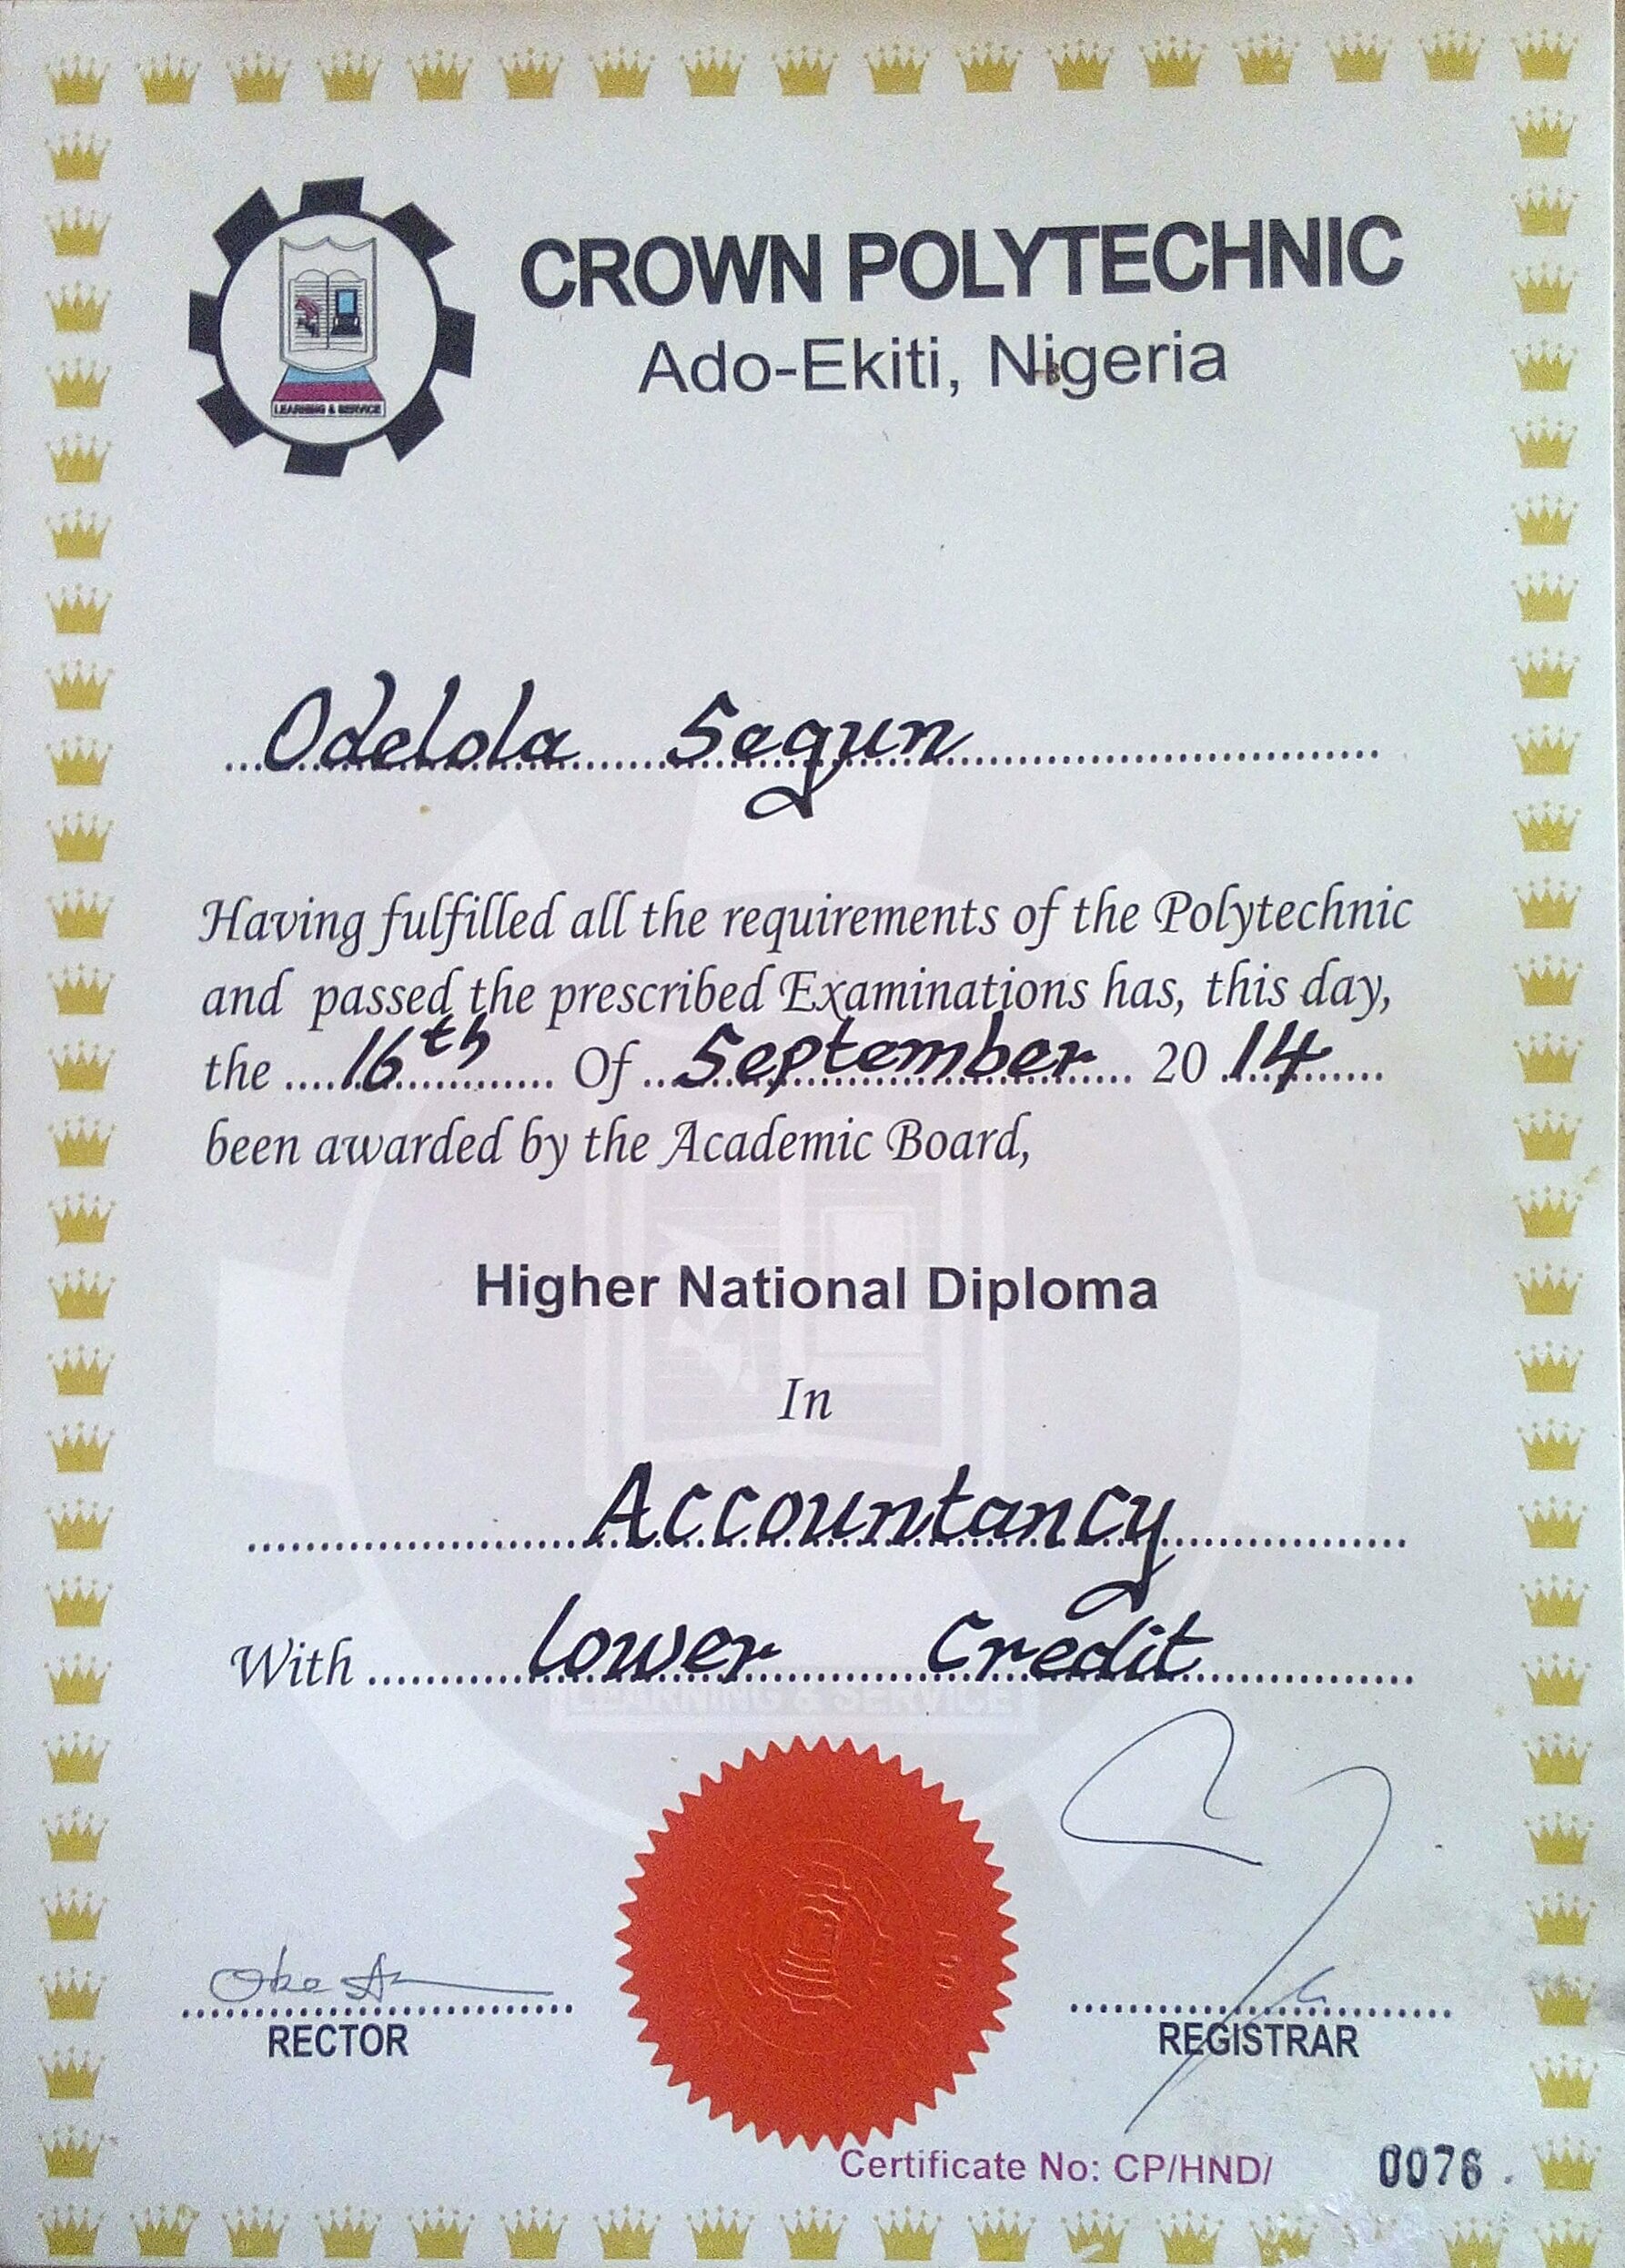 CROWN POLYTECHNIC
Ado-Ekiti, Nigeria
LEARNING & SERVICE
Odelola Segun
Having fulfilled all the requirements of the Polytechnic
and passed the prescribed Examinations has, this day,
the 16th Of September 2014
been awarded by the Academic Board,
Higher National Diploma
In
Accountancy
With Lower Credit
LEARNING & SERVICE
RECTOR
REGISTRAR
Certificate No: CP/HND/ 0076